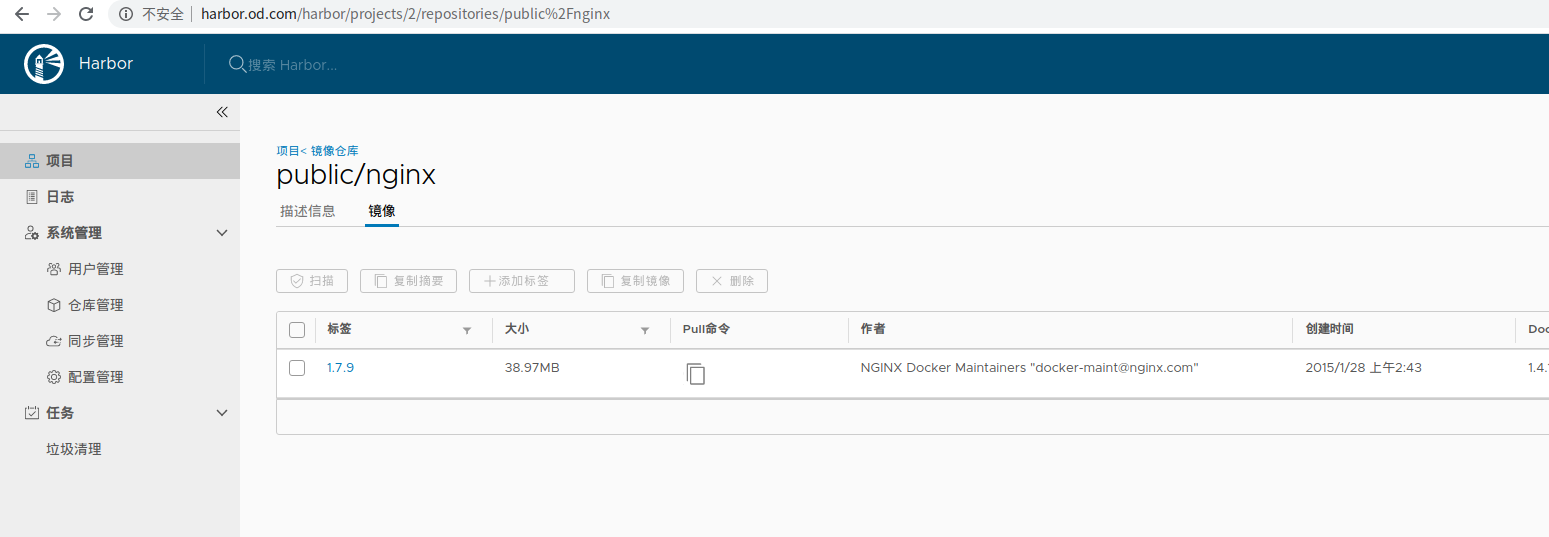 不安全 harbor.od.com/harbor/projects/2/repositories/public%2Fnginx
Harbor 搜索 Harbor...
项目
日志
系统管理
用户管理
仓库管理
同步管理
配置管理
任务
垃圾清理
项目< 镜像仓库
public/nginx
描述信息 镜像
扫描 复制摘要 添加标签 复制镜像 删除
标签 大小 Pull命令 作者 创建时间 Doc
1.7.9 38.97MB NGINX Docker Maintainers "docker-maint@nginx.com" 2015/1/28 上午2:43 1.4.